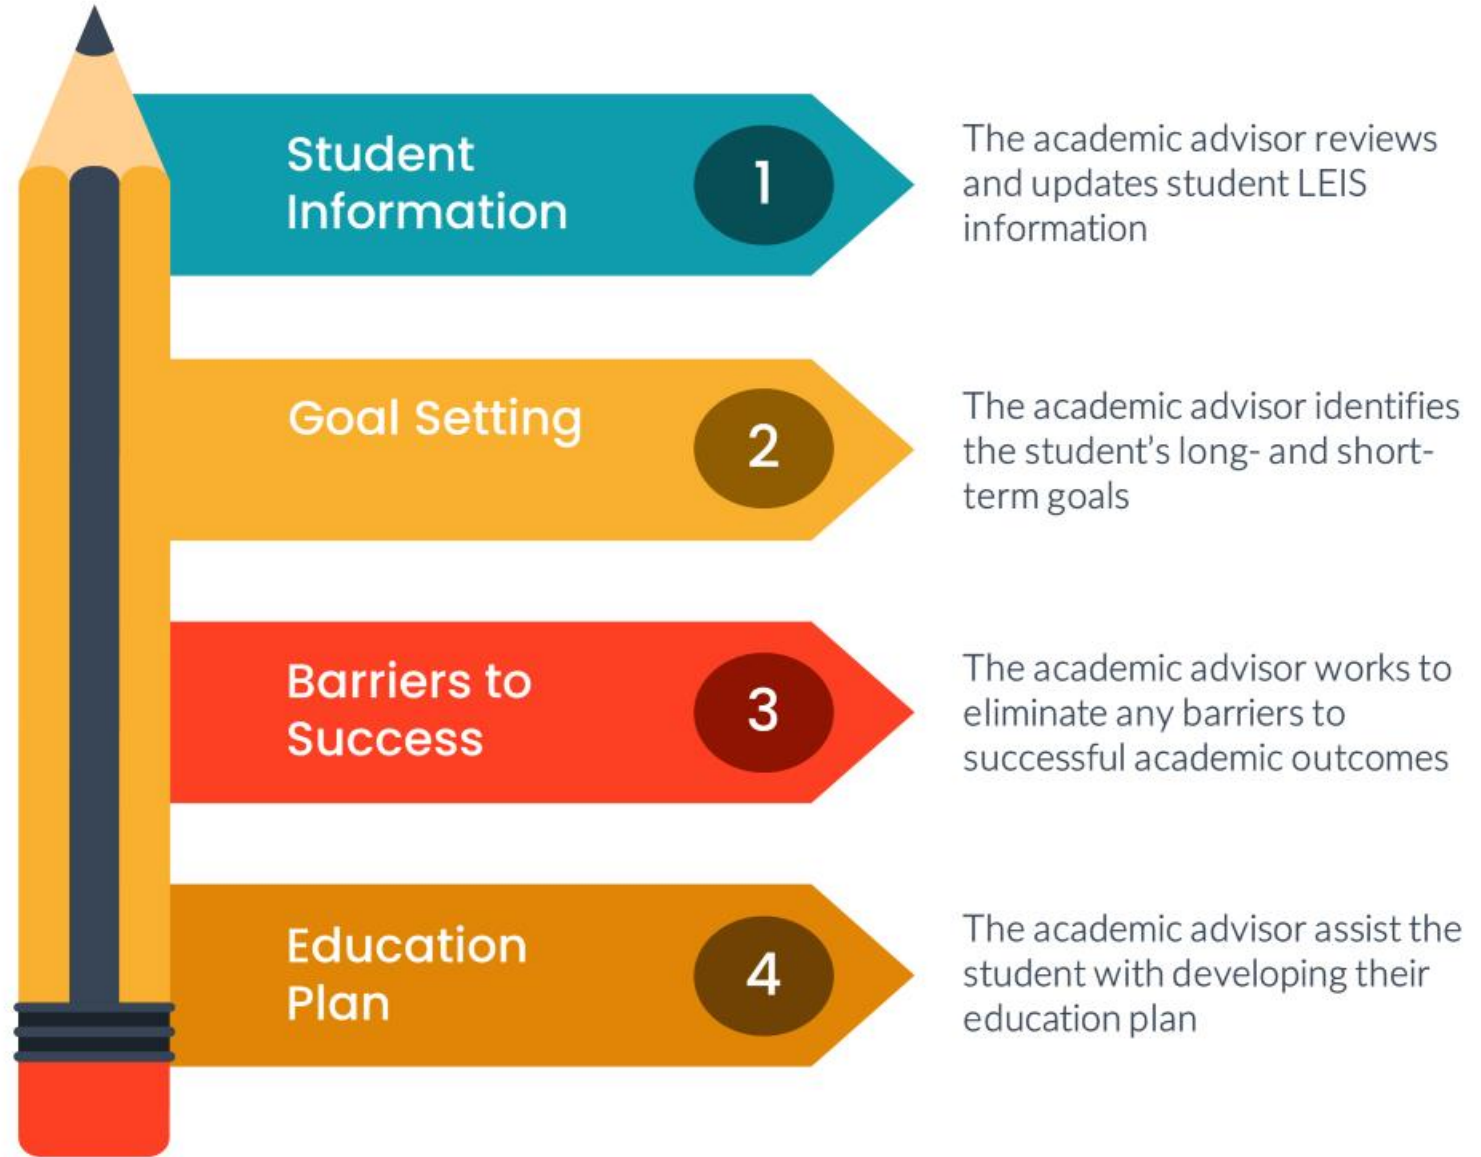 Student
Information
1
The academic advisor reviews
and updates student LEIS
information
Goal Setting
2
The academic advisor identifies
the student's long- and short-
term goals
Barriers to
Success
3
The academic advisor works to
eliminate any barriers to
successful academic outcomes
Education
Plan
4
The academic advisor assist the
student with developing their
education plan